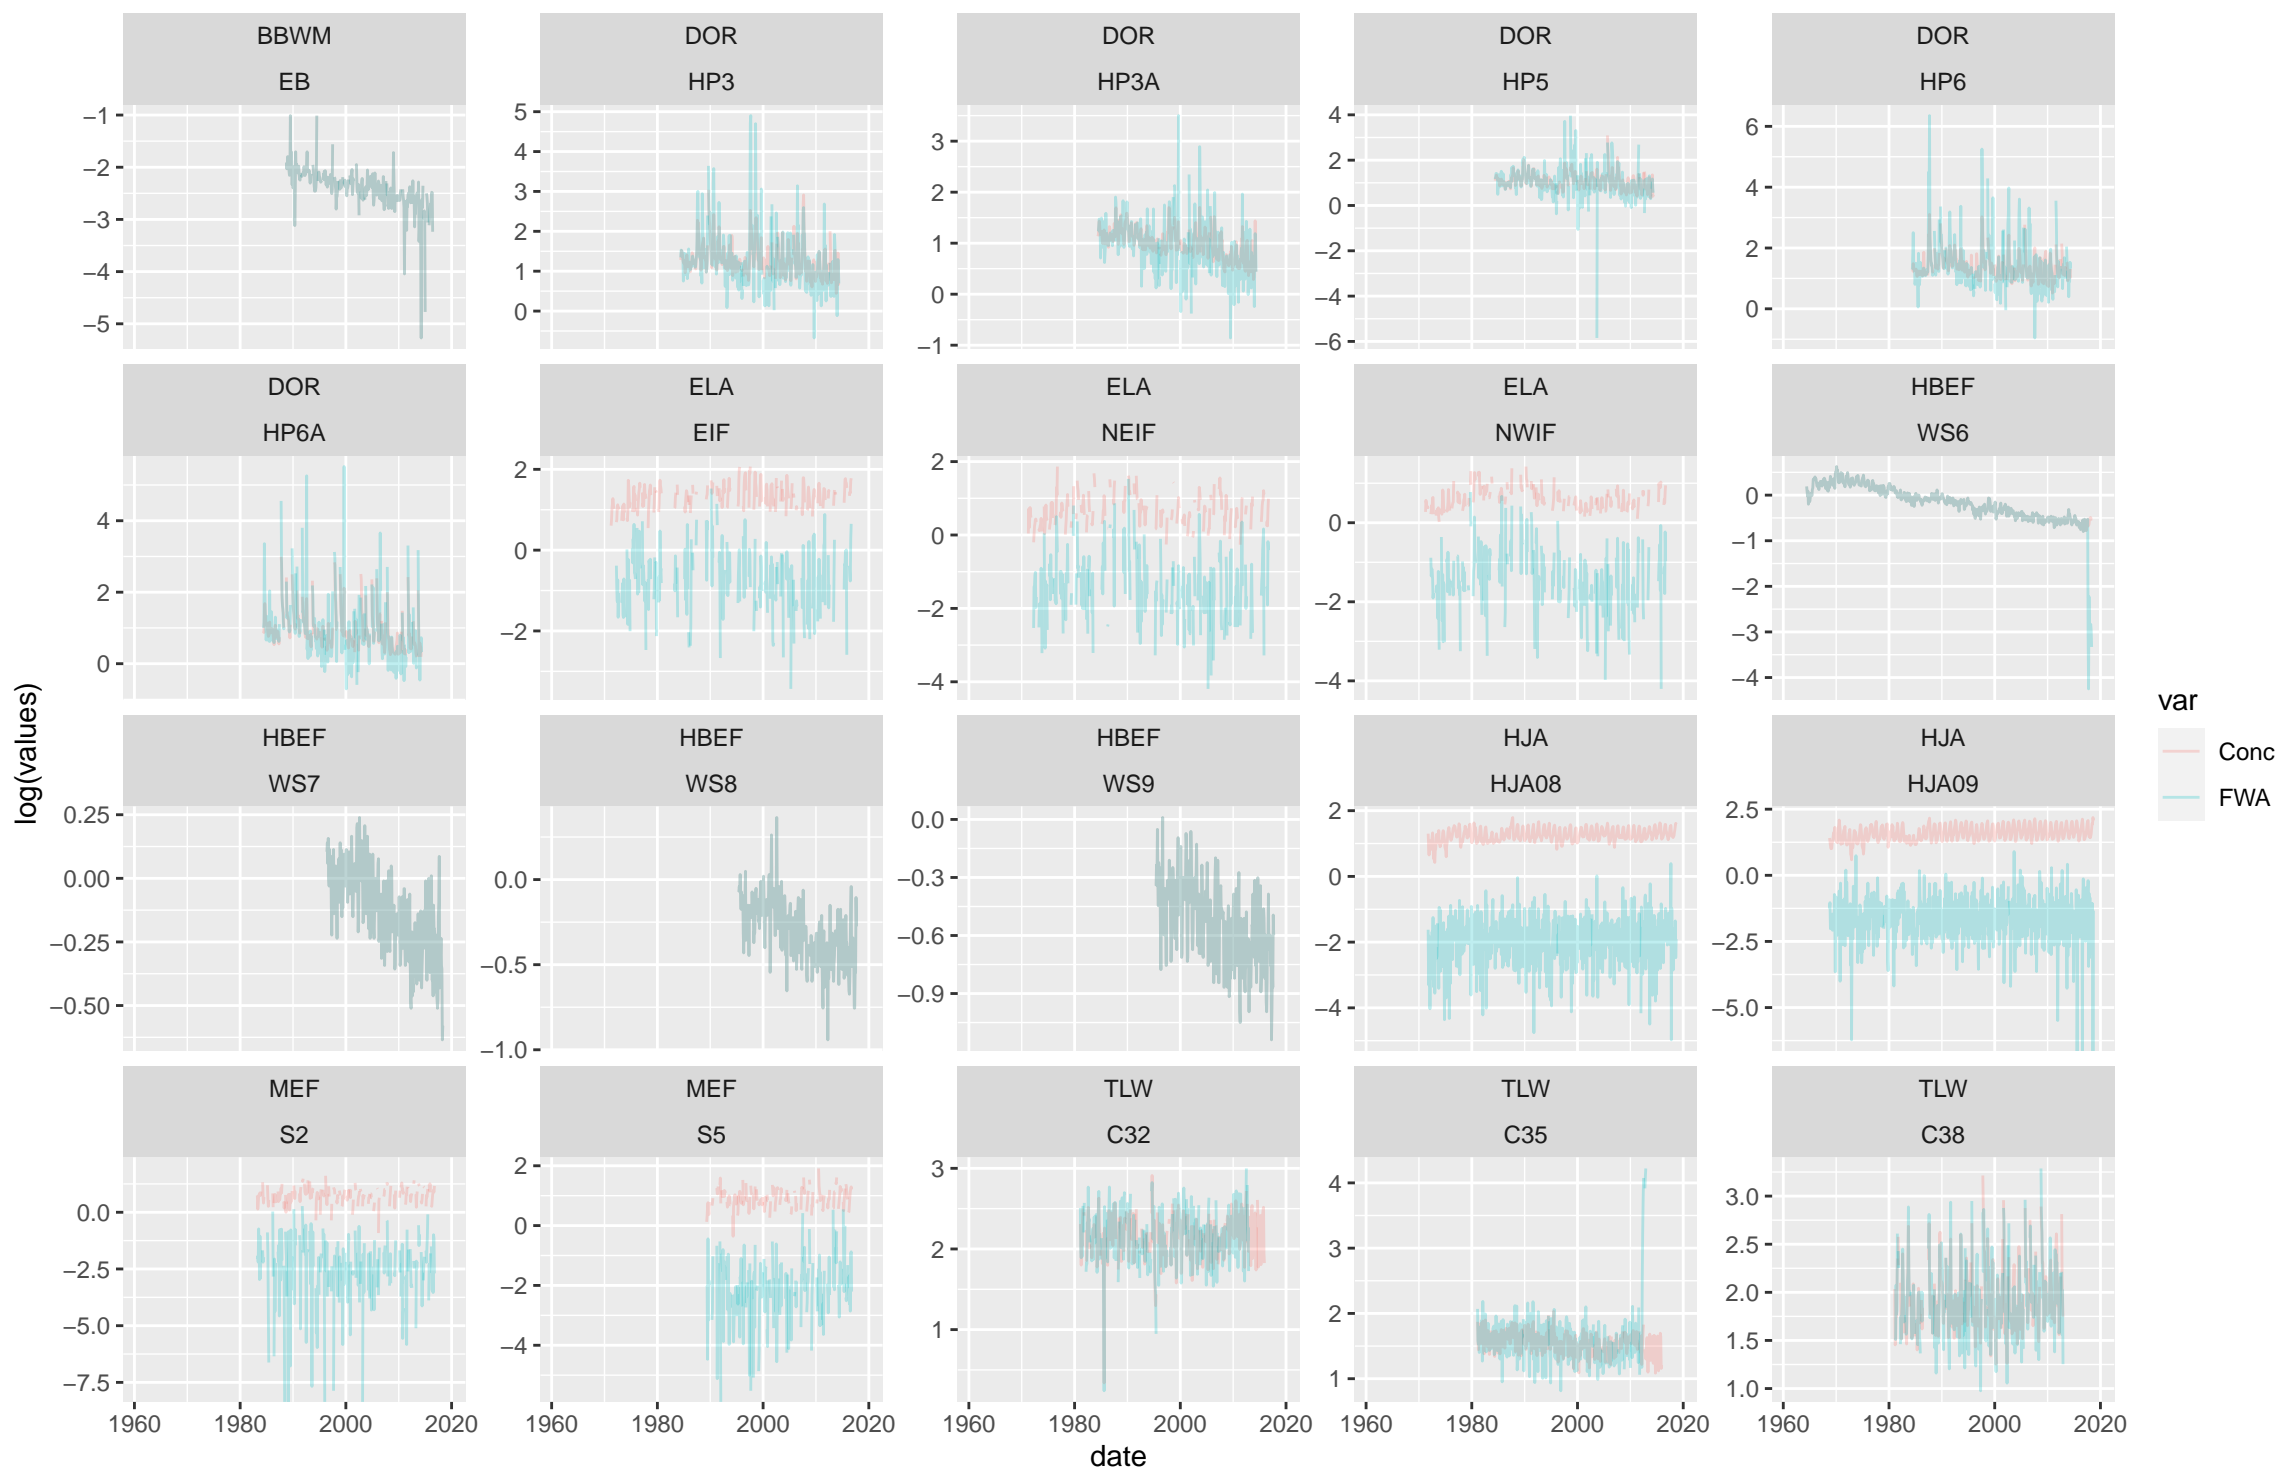 BBWM
EB
−1
−2
−3
−4
−5
DOR
HP3
5
4
3
2
1
0
DOR
HP3A
3
2
1
0
−1
DOR
HP5
4
2
0
−2
−4
−6
DOR
HP6
6
4
2
0
DOR
HP6A
4
2
0
ELA
EIF
2
0
−2
ELA
NEIF
2
0
−2
−4
ELA
NWIF
0
−2
−4
HBEF
WS6
0
−1
−2
−3
−4
HBEF
WS7
0.25
0.00
−0.25
−0.50
HBEF
WS8
0.0
−0.5
−1.0
HBEF
WS9
0.0
−0.3
−0.6
−0.9
HJA
HJA08
2
0
−2
−4
HJA
HJA09
2.5
0.0
−2.5
−5.0
MEF
S2
0.0
−2.5
−5.0
−7.5
1960 1980 2000 2020
MEF
S5
2
0
−2
−4
1960 1980 2000 2020
TLW
C32
3
2
1
1960 1980 2000 2020
TLW
C35
4
3
2
1
1960 1980 2000 2020
TLW
C38
3.0
2.5
2.0
1.5
1.0
1960 1980 2000 2020
log(values)
date
var
Conc
FWA